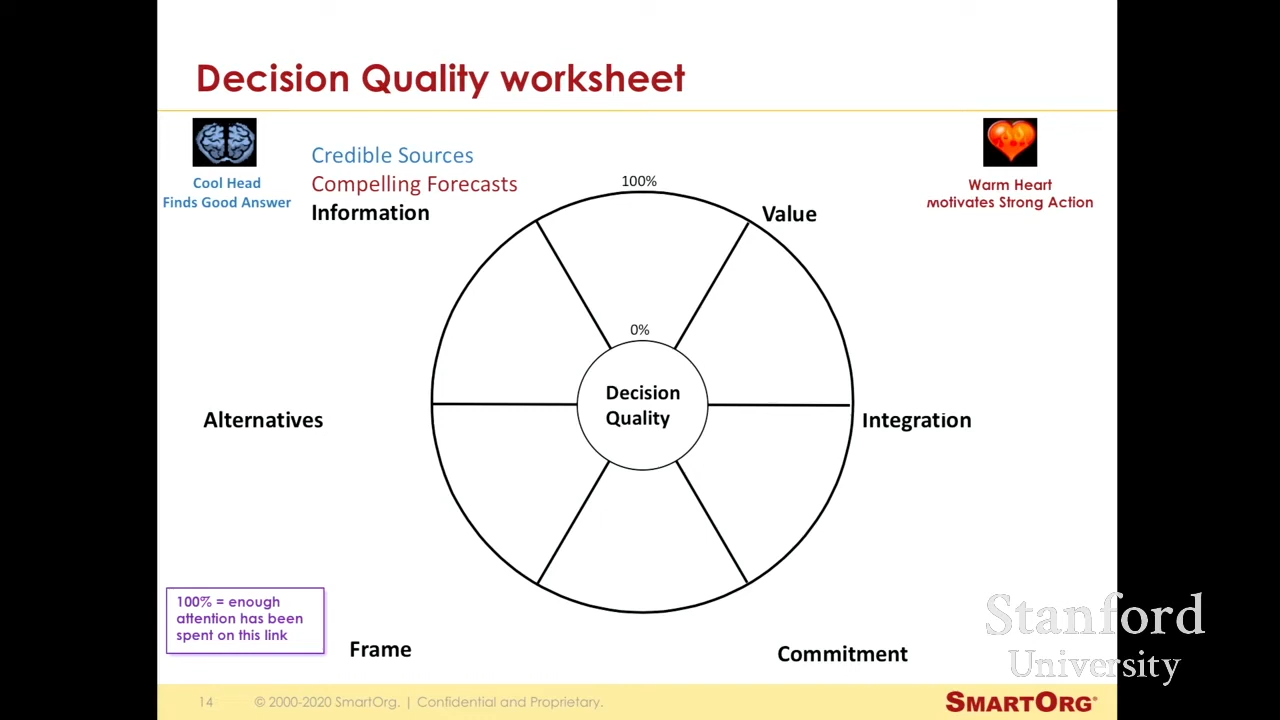 Decision Quality worksheet
Cool Head
Finds Good Answer
Credible Sources
Compelling Forecasts
Information
100%
Value
Warm Heart
motivates Strong Action
0%
Decision
Quality
Alternatives
Integration
100% = enough
attention has been
spent on this link
Frame
Commitment
Stanford
University
14
© 2000-2020 SmartOrg. | Confidential and Proprietary.
SMARTORG®